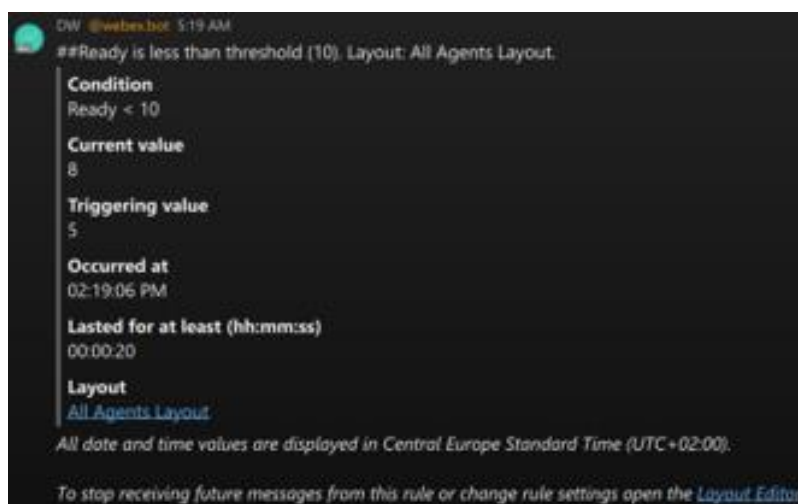 DW @webex.bot 5:19 AM
##Ready is less than threshold (10). Layout: All Agents Layout.
Condition
Ready < 10
Current value
8
Triggering value
5
Occurred at
02:19:06 PM
Lasted for at least (hh:mm:ss)
00:00:20
Layout
All Agents Layout
All date and time values are displayed in Central Europe Standard Time (UTC+02:00).
To stop receiving future messages from this rule or change rule settings open the Layout Editor